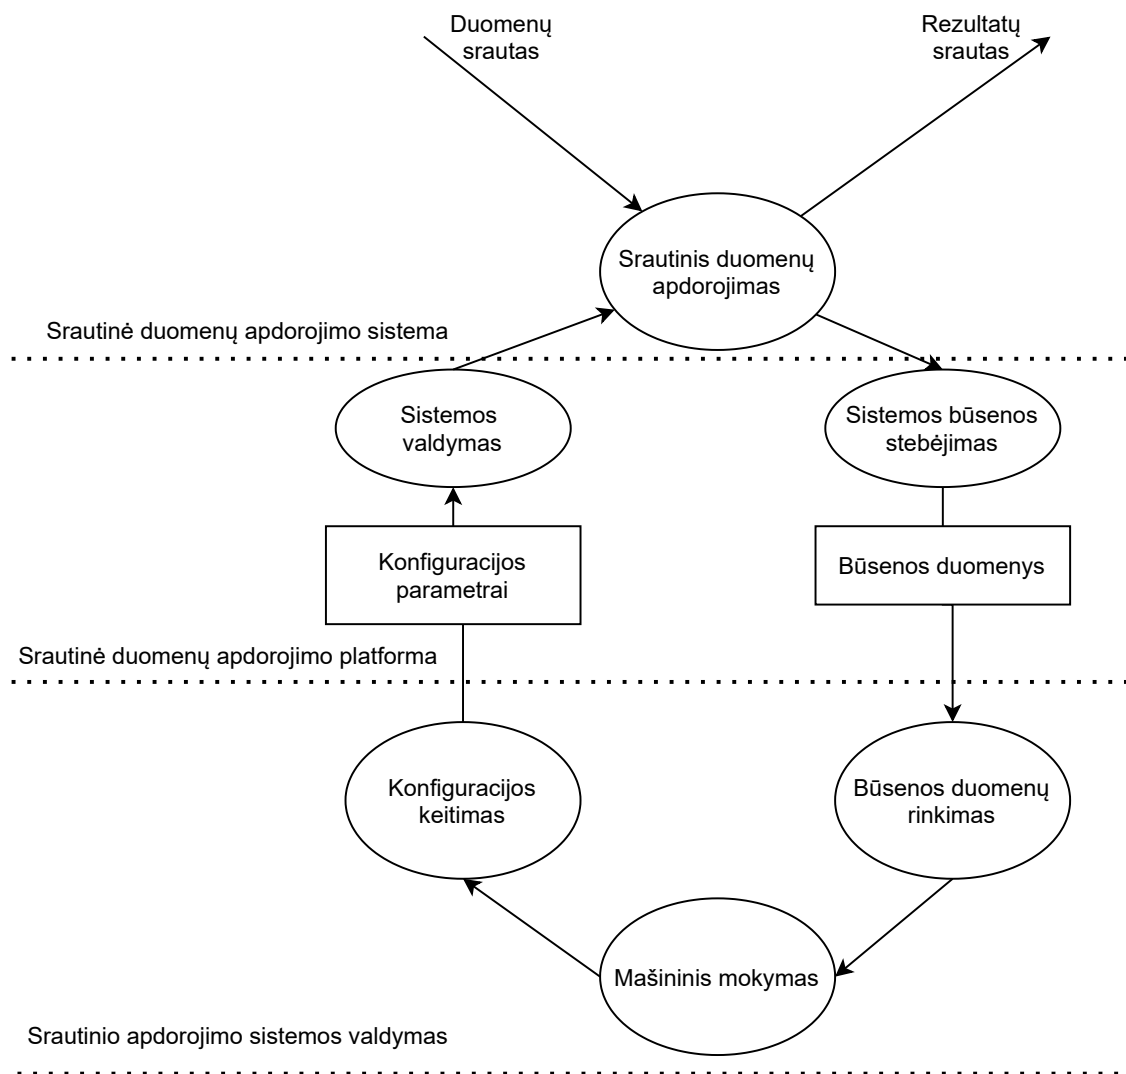 Duomenų
srautas
Rezultatų
srautas
Srautinis duomenų
apdorojimas
Srautinė duomenų apdorojimo sistema
Sistemos
valdymas
Sistemos būsenos
stebėjimas
Konfiguracijos
parametrai
Būsenos duomenys
Srautinė duomenų apdorojimo platforma
Konfiguracijos
keitimas
Būsenos duomenų
rinkimas
Mašininis mokymas
Srautinio apdorojimo sistemos valdymas